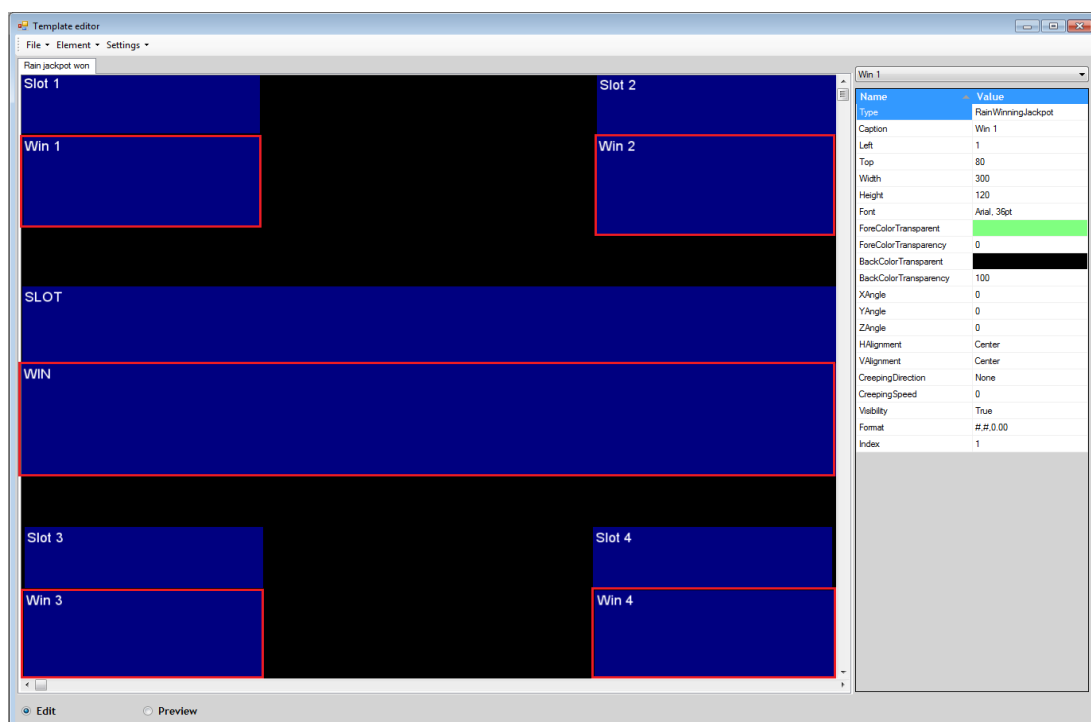 Template editor
File Element Settings
Rain jackpot won
Slot 1 Slot 2
Win 1 Win 2
SLOT
WIN
Slot 3 Slot 4
Win 3 Win 4
Edit Preview
Win 1
Name Value
Type RainWinningJackpot
Caption Win 1
Left 1
Top 80
Width 300
Height 120
Font Arial, 36pt
ForeColorTransparent
ForeColorTransparency 0
BackColorTransparent
BackColorTransparency 100
XAngle 0
YAngle 0
ZAngle 0
HAlignment Center
VAlignment Center
CreepingDirection None
CreepingSpeed 0
Visibility True
Format #,#,0.00
Index 1